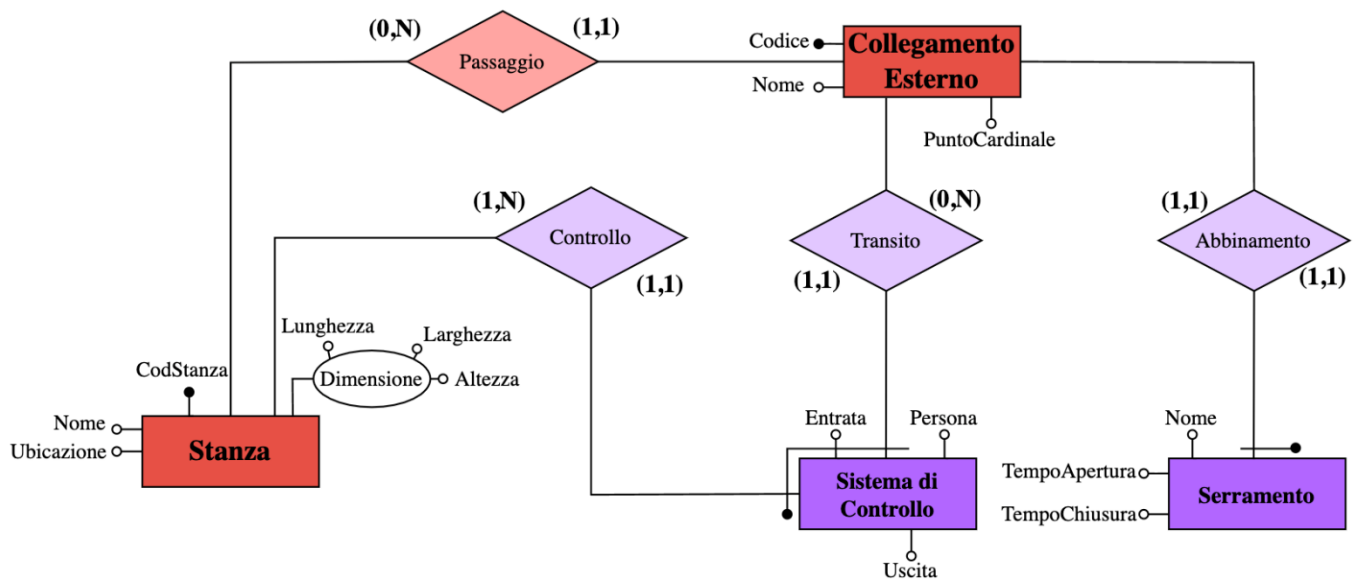 (0,N)
(1,1)
Passaggio
Codice
Collegamento
Esterno
Nome
PuntoCardinale
(1,N)
Controllo
(1,1)
(0,N)
Transito
(1,1)
(1,1)
Abbinamento
(1,1)
Lunghezza
Larghezza
CodStanza
Dimensione
Altezza
Nome
Ubicazione
Stanza
Entrata
Persona
Sistema di
Controllo
Uscita
Nome
TempoApertura
TempoChiusura
Serramento